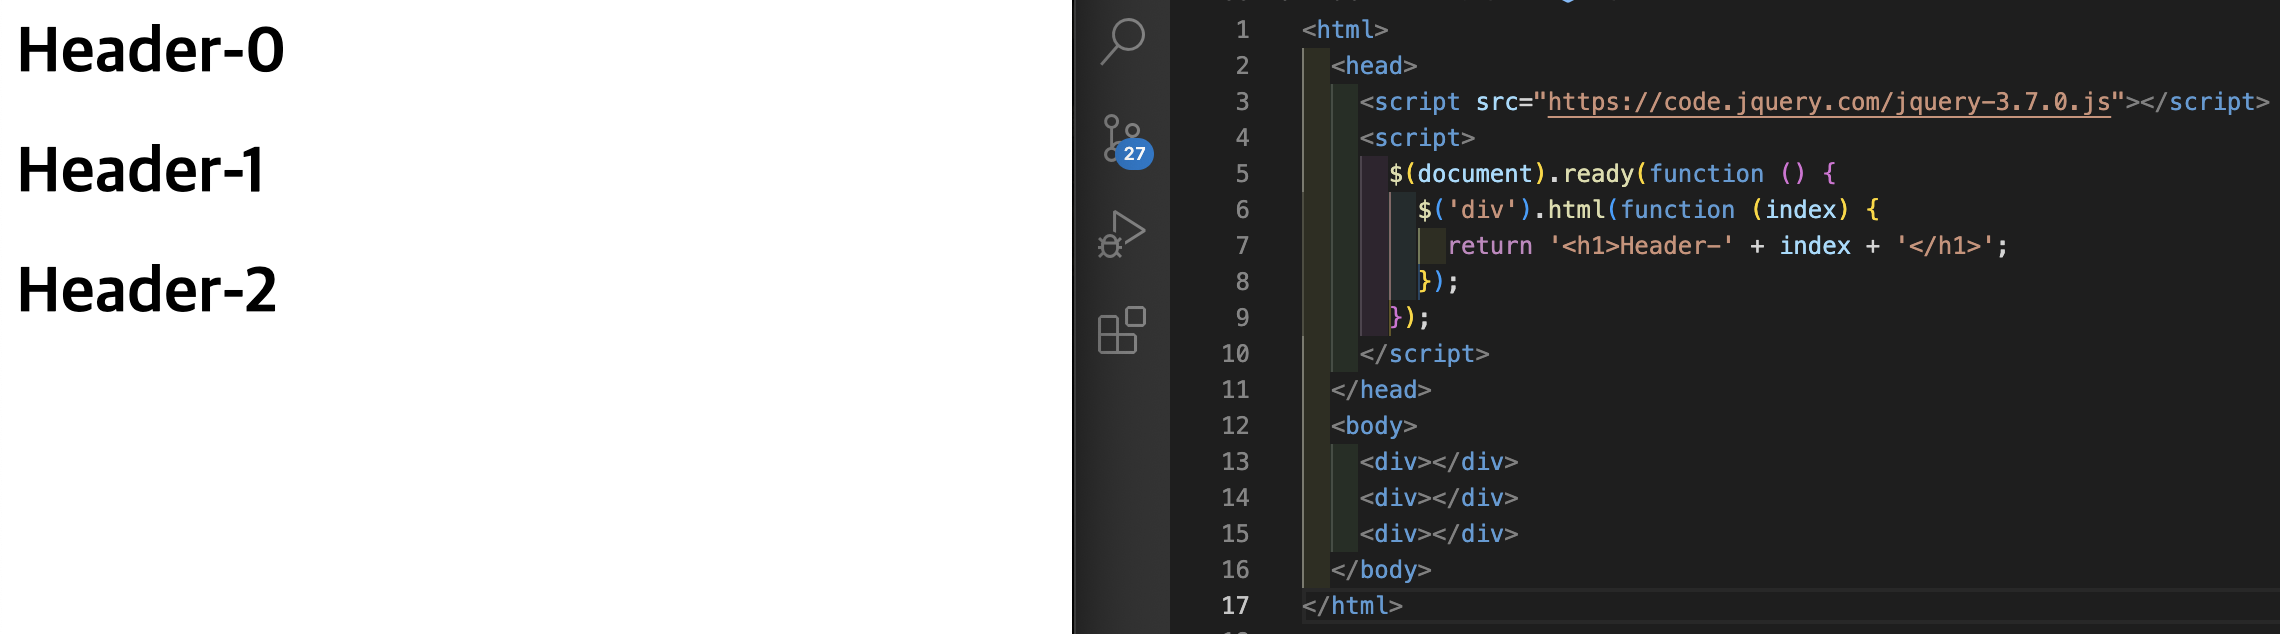 Header-0
Header-1
Header-2
27
1 <html>
2 <head>
3 <script src="https://code.jquery.com/jquery-3.7.0.js"></script>
4 <script>
5 $(document).ready(function () {
6 $('div').html(function (index) {
7 return '<h1>Header-' + index + '</h1>';
8 });
9 });
10 </script>
11 </head>
12 <body>
13 <div></div>
14 <div></div>
15 <div></div>
16 </body>
17 </html>